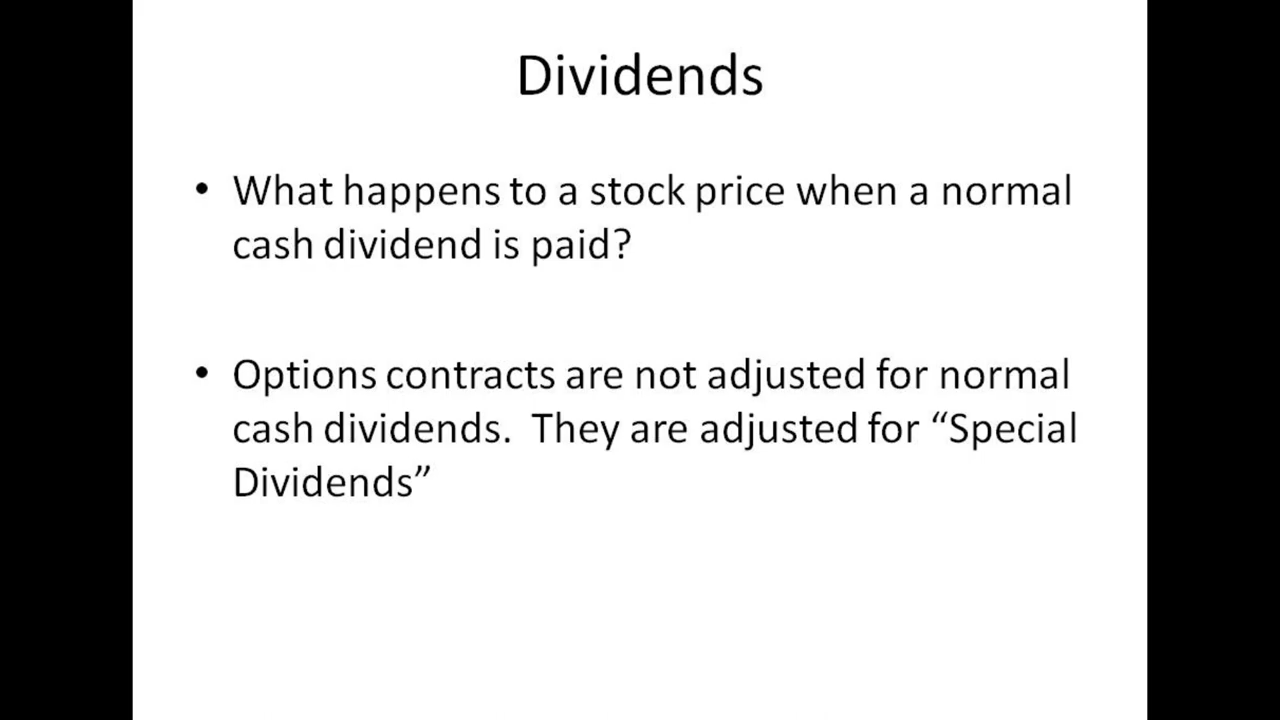 Dividends
• What happens to a stock price when a normal
cash dividend is paid?
• Options contracts are not adjusted for normal
cash dividends.  They are adjusted for “Special
Dividends”